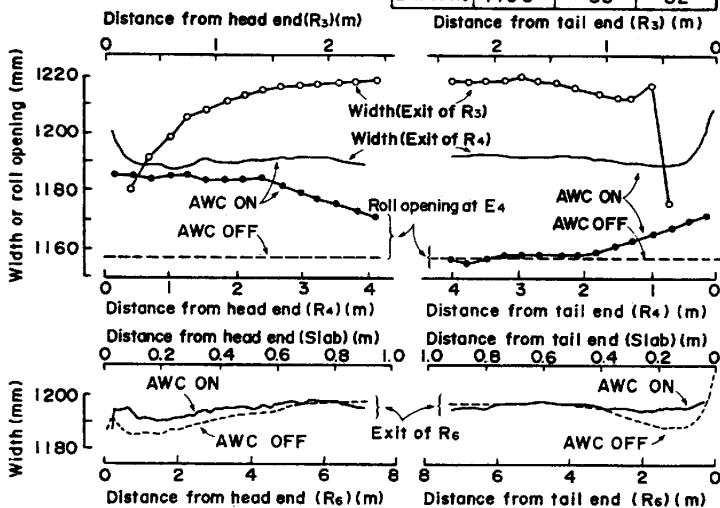 Distance from head end(R3)(m)
Distance from tail end (R3)(m)
0 1 2
2 1 0
Width or roll opening (mm)
1220
1200
1180
1160
Width(Exit of R3)
Width(Exit of R4)
AWC ON
AWC OFF
Roll opening at E4
AWC ON
AWC OFF
0 1 2 3 4
4 3 2 1 0
Distance from head end (R4)(m)
Distance from tail end (R4)(m)
Distance from head end (Slab)(m)
Distance from tail end (Slab)(m)
0 0.2 0.4 0.6 0.8 1.0
1.0 0.8 0.6 0.4 0.2 0
Width (mm)
1200
1180
AWC ON
AWC OFF
Exit of R6
AWC ON
AWC OFF
0 2 4 6 8
8 6 4 2 0
Distance from head end (R6)(m)
Distance from tail end (R6)(m)